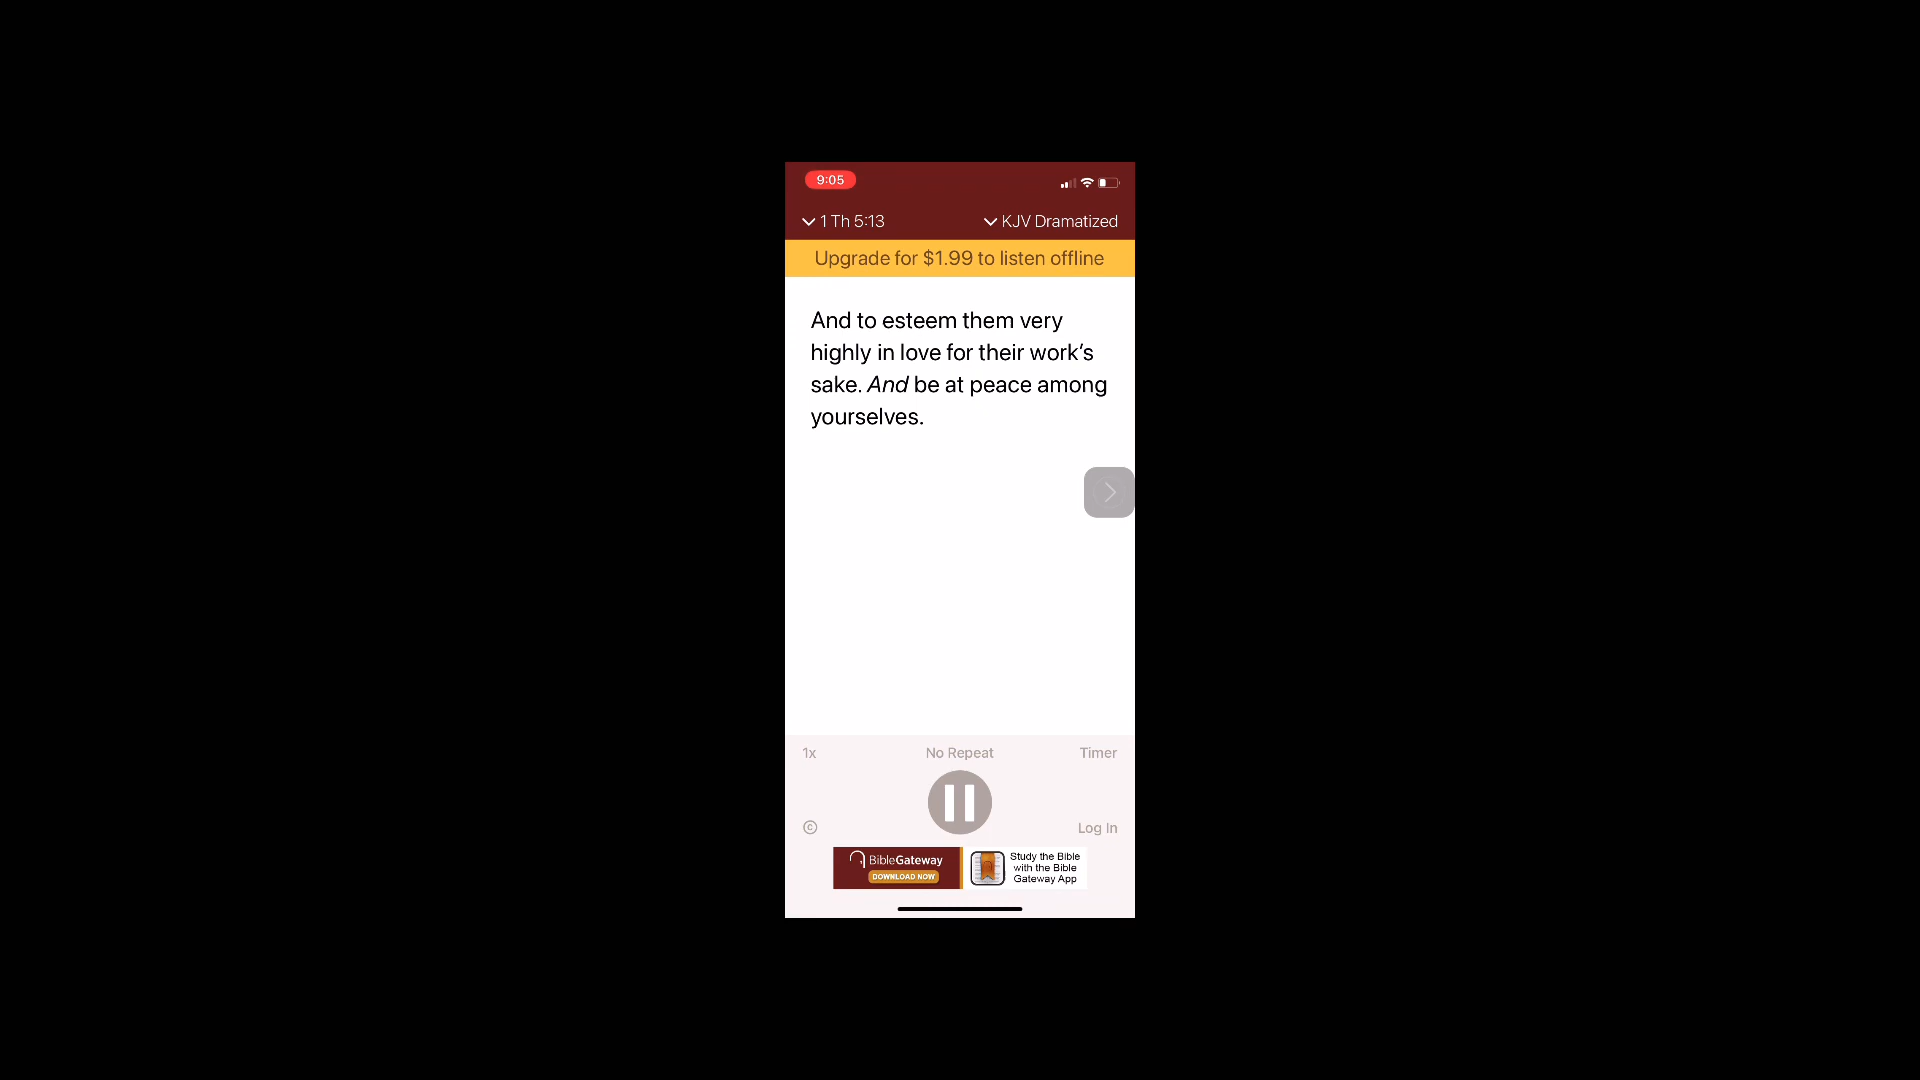 9:05
1 Th 5:13
KJV Dramatized
Upgrade for $1.99 to listen offline
And to esteem them very
highly in love for their work’s
sake. And be at peace among
yourselves.
1x
No Repeat
Timer
©
Log In
BibleGateway
DOWNLOAD NOW
Study the Bible
with the Bible
Gateway App